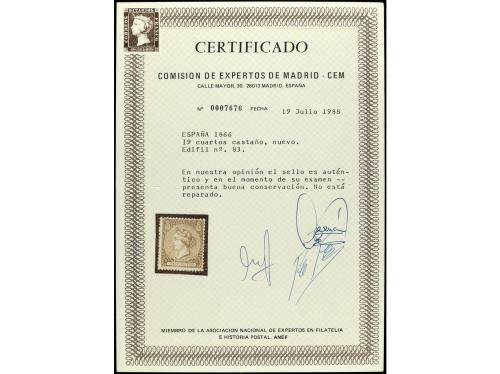 CERTIFICADO
COMISION DE EXPERTOS DE MADRID - CEM
CALLE MAYOR, 30. 28013 MADRID. ESPAÑA
Nº 0007676 FECHA 19 Julio 1988
ESPAÑA 1866
19 cuartos castaño, nuevo.
Edifil nº. 83.
En nuestra opinión el sello es autén-
tico y en el momento de su examen --
presenta buena conservación. No está
reparado.
MIEMBRO DE LA ASOCIACION NACIONAL DE EXPERTOS EN FILATELIA
E HISTORIA POSTAL. ANEF